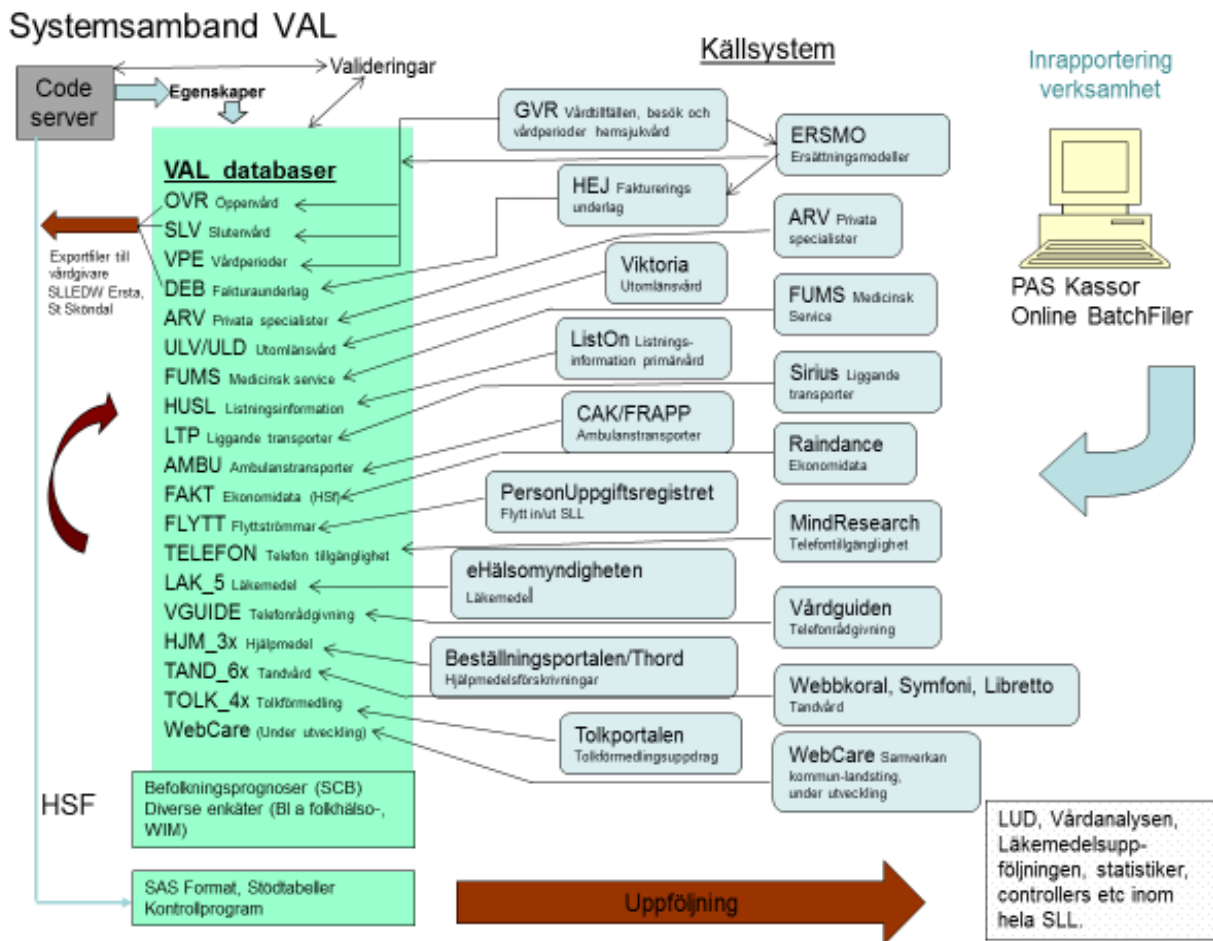 Systemsamband VAL
Code
server
Egenskaper
Valideringar
Källsystem
Inrapportering
verksamhet
VAL databaser
OVR Öppenvård
SLV Slutenvård
VPE Vårdperioder
DEB Fakturaunderlag
ARV Privata specialister
ULV/ULD Utomlänsvård
FUMS Medicinsk service
HUSL Listningsinformation
LTP Liggande transporter
AMBU Ambulanstransporter
FAKT Ekonomidata (HSf)
FLYTT Flyttströmmar
TELEFON Telefon tillgänglighet
LAK_5 Läkemedel
VGUIDE Telefonrådgivning
HJM_3x Hjälpmedel
TAND_6x Tandvård
TOLK_4x Tolkförmedling
WebCare (Under utveckling)
Exportfiler till
vårdgivare
SLLEDW Ersta,
St Sköndal
GVR Vårdtillfällen, besök och
vårdperioder hemsjukvård
ERSMO
Ersättningsmodeller
HEJ Fakturerings
underlag
ARV Privata
specialister
Viktoria
Utomlänsvård
FUMS Medicinsk
Service
ListOn Listnings-
information primärvård
Sirius Liggande
transporter
CAK/FRAPP
Ambulanstransporter
Raindance
Ekonomidata
PersonUppgiftsregistret
Flytt in/ut SLL
MindResearch
Telefontillgänglighet
eHälsomyndigheten
Läkemedel
Vårdguiden
Telefonrådgivning
Beställningsportalen/Thord
Hjälpmedelsförskrivningar
Webbkoral, Symfoni, Libretto
Tandvård
Tolkportalen
Tolkförmedlingsuppdrag
WebCare Samverkan
kommun-landsting,
under utveckling
PAS Kassor
Online BatchFiler
HSF
Befolkningsprognoser (SCB)
Diverse enkäter (Bl a folkhälso-,
WIM)
SAS Format, Stödtabeller
Kontrollprogram
Uppföljning
LUD, Vårdanalysen,
Läkemedelsupp-
följningen, statistiker,
controllers etc inom
hela SLL.